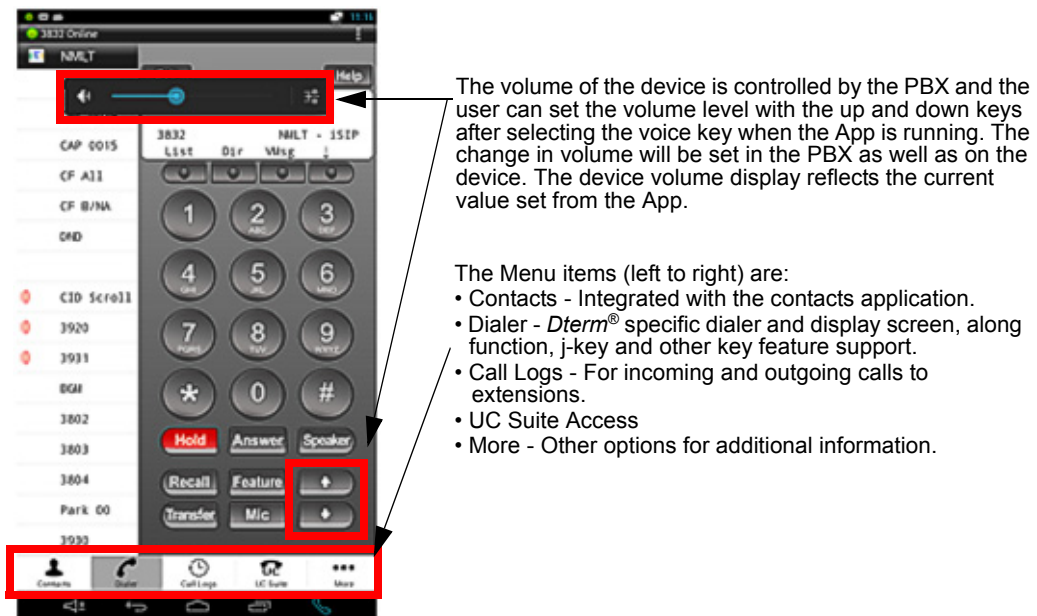 11:14
3832 Online
NMLT
Help
3832 NMLT - iSIP
List Dir VMsg ↓
CAP 0015
CF All
CF B/NA
DND
CID Scroll
3920
3931
BGM
3802
3803
3804
Park 00
3930
1
2
ABC
3
DEF
4
GHI
5
JKL
6
MNO
7
PQRS
8
TUV
9
WXYZ
*
0
#
Hold Answer Speaker
Recall Feature
Transfer Mic
Contacts Dialer Call Logs UC Suite More
The volume of the device is controlled by the PBX and the
user can set the volume level with the up and down keys
after selecting the voice key when the App is running. The
change in volume will be set in the PBX as well as on the
device. The device volume display reflects the current
value set from the App.
The Menu items (left to right) are:
• Contacts - Integrated with the contacts application.
• Dialer - Dterm® specific dialer and display screen, along
function, j-key and other key feature support.
• Call Logs - For incoming and outgoing calls to
extensions.
• UC Suite Access
• More - Other options for additional information.